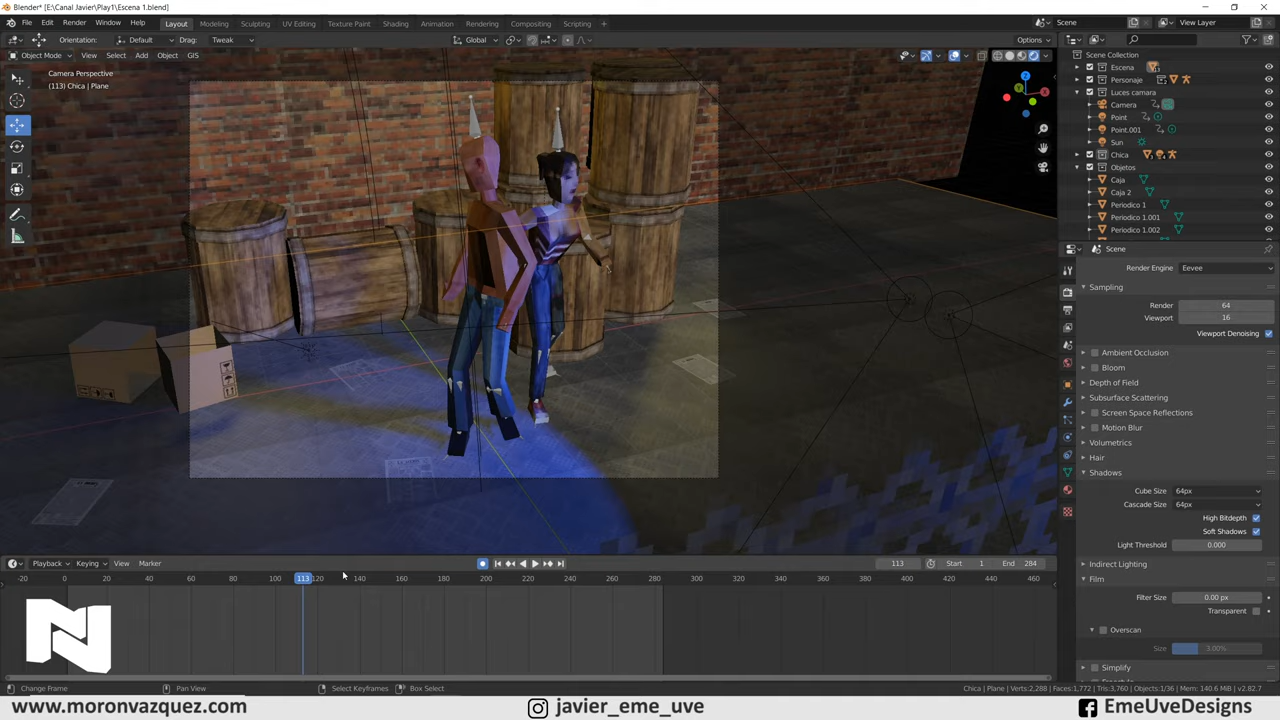 Blender* [E:\Canal Javier\Play1\Escena 1.blend]
File Edit Render Window Help Layout Modeling Sculpting UV Editing Texture Paint Shading Animation Rendering Compositing Scripting Scene View Layer
Orientation: Default Drag: Tweak Global Options
Object Mode View Select Add Object GIS
Camera Perspective
(113) Chica | Plane
Z
Y
X
Scene Collection
Escena
Personaje
Luces camara
Camera
Point
Point.001
Sun
Chica
Objetos
Caja
Caja 2
Periodico 1
Periodico 1.001
Periodico 1.002
Scene
Render Engine Eevee
Sampling
Render 64
Viewport 16
Viewport Denoising
Ambient Occlusion
Bloom
Depth of Field
Subsurface Scattering
Screen Space Reflections
Motion Blur
Volumetrics
Hair
Shadows
Cube Size 64px
Cascade Size 64px
High Bitdepth
Soft Shadows
Light Threshold 0.000
Indirect Lighting
Film
Filter Size 0.00 px
Transparent
Overscan
Size 3.00%
Simplify
Playback Keying View Marker 113 Start 1 End 284
-20 0 20 40 60 80 100 113 120 140 160 180 200 220 240 260 280 300 320 340 360 380 400 420 440 460
N
Change Frame Pan View Select Keyframes Box Select Chica | Plane | Verts:2,288 | Faces:1,772 | Tris:3,760 | Objects:1/36 | Mem: 140.6 MiB | v2.82.7
www.moronvazquez.com javier_eme_uve EmeUveDesigns